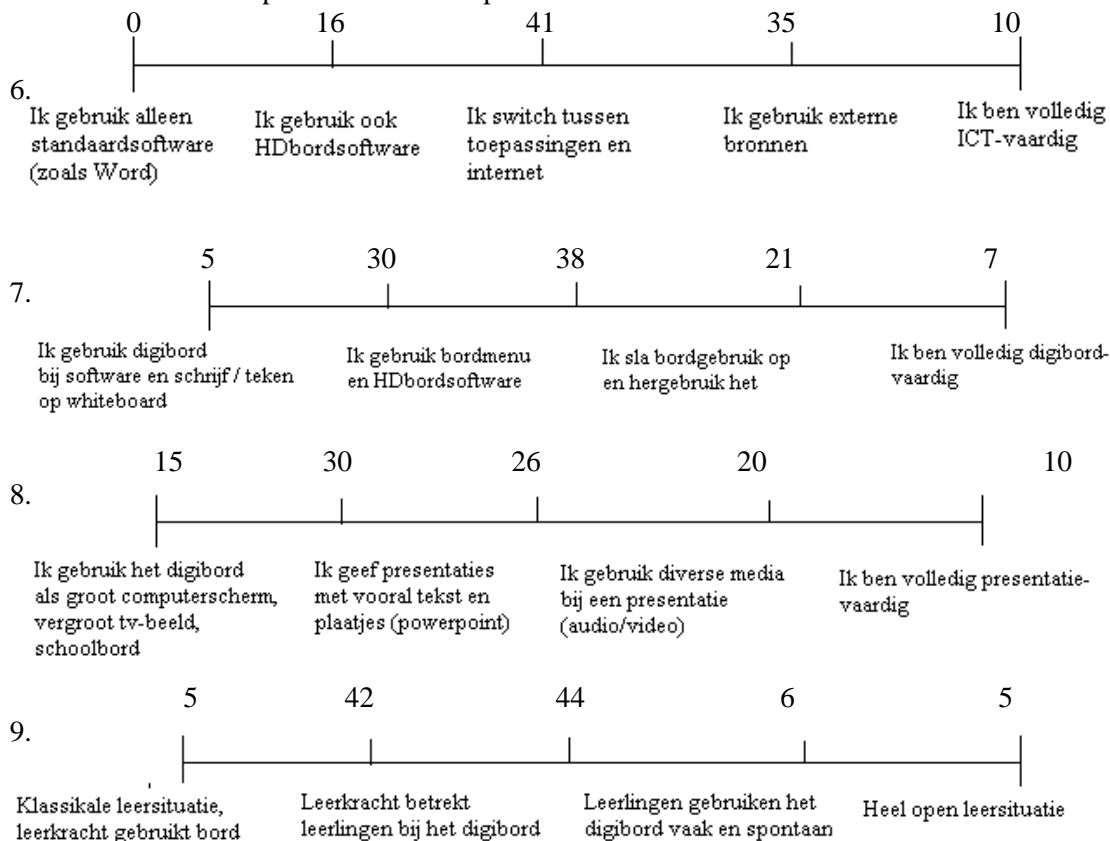 0 16 41 35 10
6.
Ik gebruik alleen
standaardsoftware
(zoals Word)
Ik gebruik ook
HDbordsoftware
Ik switch tussen
toepassingen en
internet
Ik gebruik externe
bronnen
Ik ben volledig
ICT-vaardig
5 30 38 21 7
7.
Ik gebruik digibord
bij software en schrijf / teken
op whiteboard
Ik gebruik bordmenu
en HDbordsoftware
Ik sla bordgebruik op
en hergebruik het
Ik ben volledig digibord-
vaardig
15 30 26 20 10
8.
Ik gebruik het digibord
als groot computerscherm,
vergroot tv-beeld,
schoolbord
Ik geef presentaties
met vooral tekst en
plaatjes (powerpoint)
Ik gebruik diverse media
bij een presentatie
(audio/video)
Ik ben volledig presentatie-
vaardig
5 42 44 6 5
9.
Klassikale leersituatie,
leerkracht gebruikt bord
Leerkracht betrekt
leerlingen bij het digibord
Leerlingen gebruiken het
digibord vaak en spontaan
Heel open leersituatie